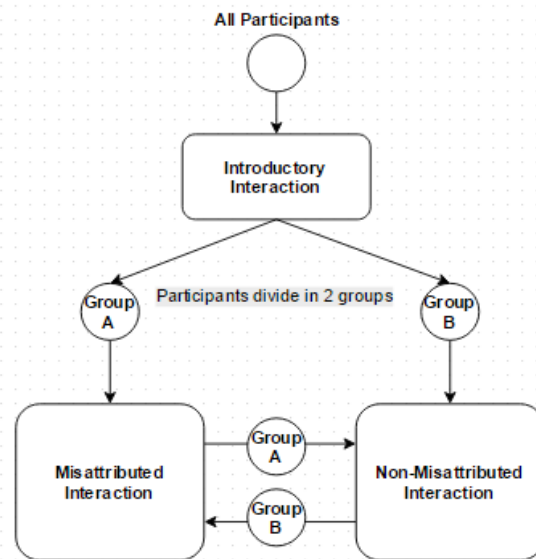 All Participants
Introductory
Interaction
Participants divide in 2 groups
Group
A
Group
B
Misattributed
Interaction
Group
A
Group
B
Non-Misattributed
Interaction